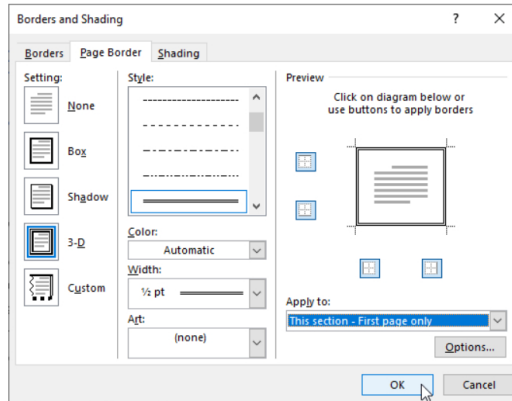 Borders and Shading
? ×
Borders Page Border Shading
Setting:
None
Box
Shadow
3-D
Custom
Style:
Color:
Automatic
Width:
½ pt
Art:
(none)
Preview
Click on diagram below or
use buttons to apply borders
Apply to:
This section - First page only
Options...
OK Cancel